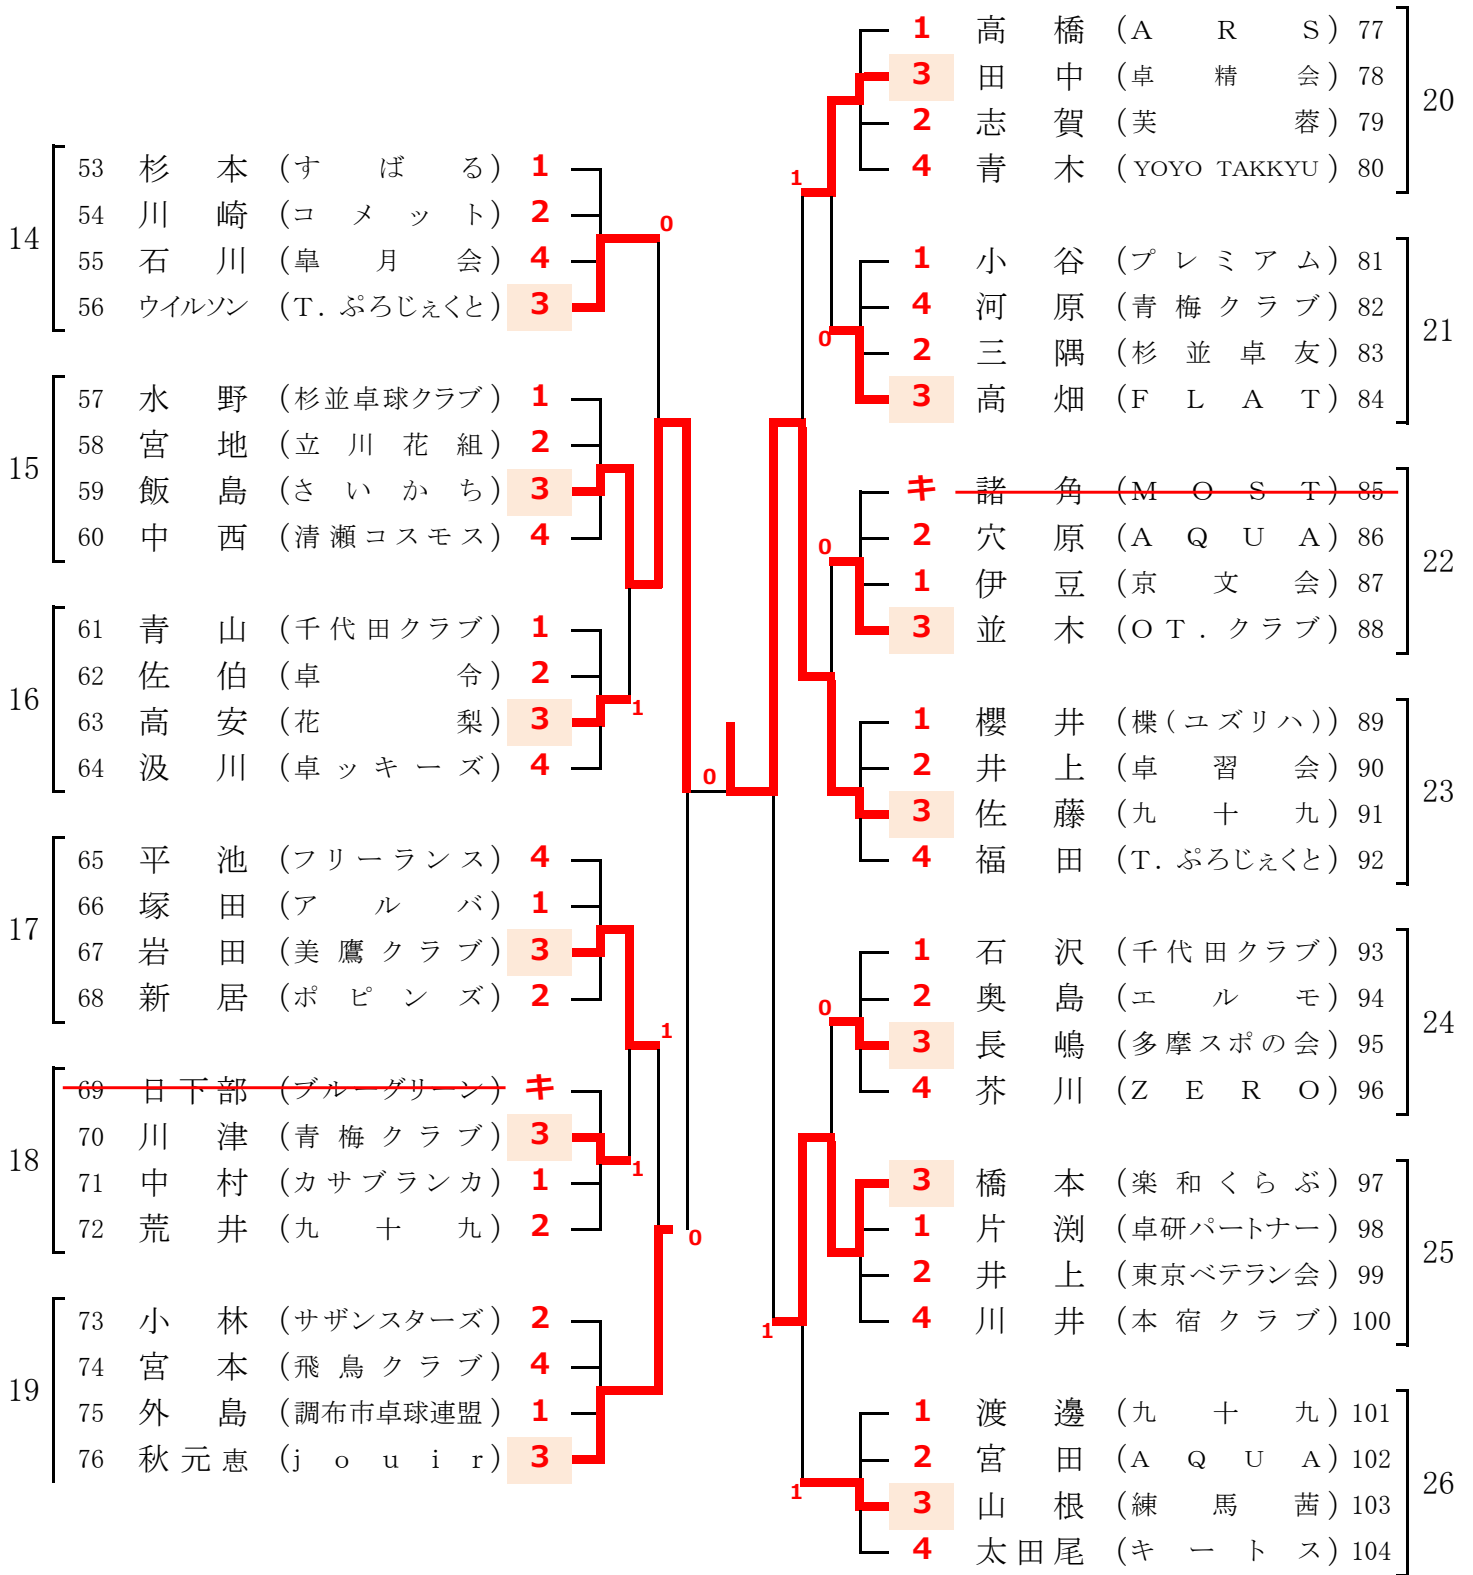 14
53 杉本 (すばる) 1
54 川崎 (コメット) 2
55 石川 (皐月会) 4
56 ウイルソン (T.ぷろじぇくと) 3
0
15
57 水野 (杉並卓球クラブ) 1
58 宮地 (立川花組) 2
59 飯島 (さいかち) 3
60 中西 (清瀬コスモス) 4
16
61 青山 (千代田クラブ) 1
62 佐伯 (卓令) 2
63 高安 (花梨) 3
64 汲川 (卓ッキーズ) 4
1
0
17
65 平池 (フリーランス) 4
66 塚田 (アルバ) 1
67 岩田 (美鷹クラブ) 3
68 新居 (ポピンズ) 2
1
18
69 日下部 (ブルーグリーン) キ
70 川津 (青梅クラブ) 3
71 中村 (カサブランカ) 1
72 荒井 (九十九) 2
1
0
19
73 小林 (サザンスターズ) 2
74 宮本 (飛鳥クラブ) 4
75 外島 (調布市卓球連盟) 1
76 秋元恵 (jouir) 3
1 高橋 (ARS) 77
3 田中 (卓精会) 78
2 志賀 (芙蓉) 79
4 青木 (YOYO TAKKYU) 80
20
1
1 小谷 (プレミアム) 81
4 河原 (青梅クラブ) 82
2 三隅 (杉並卓友) 83
3 高畑 (FLAT) 84
21
0
キ 諸角 (MOST) 85
2 穴原 (AQUA) 86
1 伊豆 (京文会) 87
3 並木 (OT.クラブ) 88
22
0
1 櫻井 (楪(ユズリハ)) 89
2 井上 (卓習会) 90
3 佐藤 (九十九) 91
4 福田 (T.ぷろじぇくと) 92
23
1 石沢 (千代田クラブ) 93
2 奥島 (エルモ) 94
3 長嶋 (多摩スポの会) 95
4 芥川 (ZERO) 96
24
0
3 橋本 (楽和くらぶ) 97
1 片渕 (卓研パートナー) 98
2 井上 (東京ベテラン会) 99
4 川井 (本宿クラブ) 100
25
1
1 渡邊 (九十九) 101
2 宮田 (AQUA) 102
3 山根 (練馬茜) 103
4 太田尾 (キートス) 104
26
1